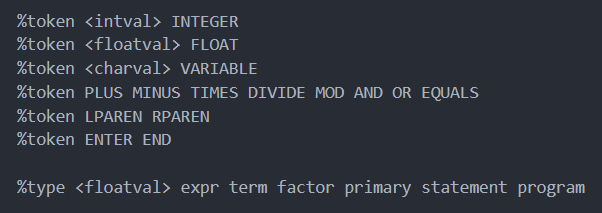 %token <intval> INTEGER
%token <floatval> FLOAT
%token <charval> VARIABLE
%token PLUS MINUS TIMES DIVIDE MOD AND OR EQUALS
%token LPAREN RPAREN
%token ENTER END
%type <floatval> expr term factor primary statement program